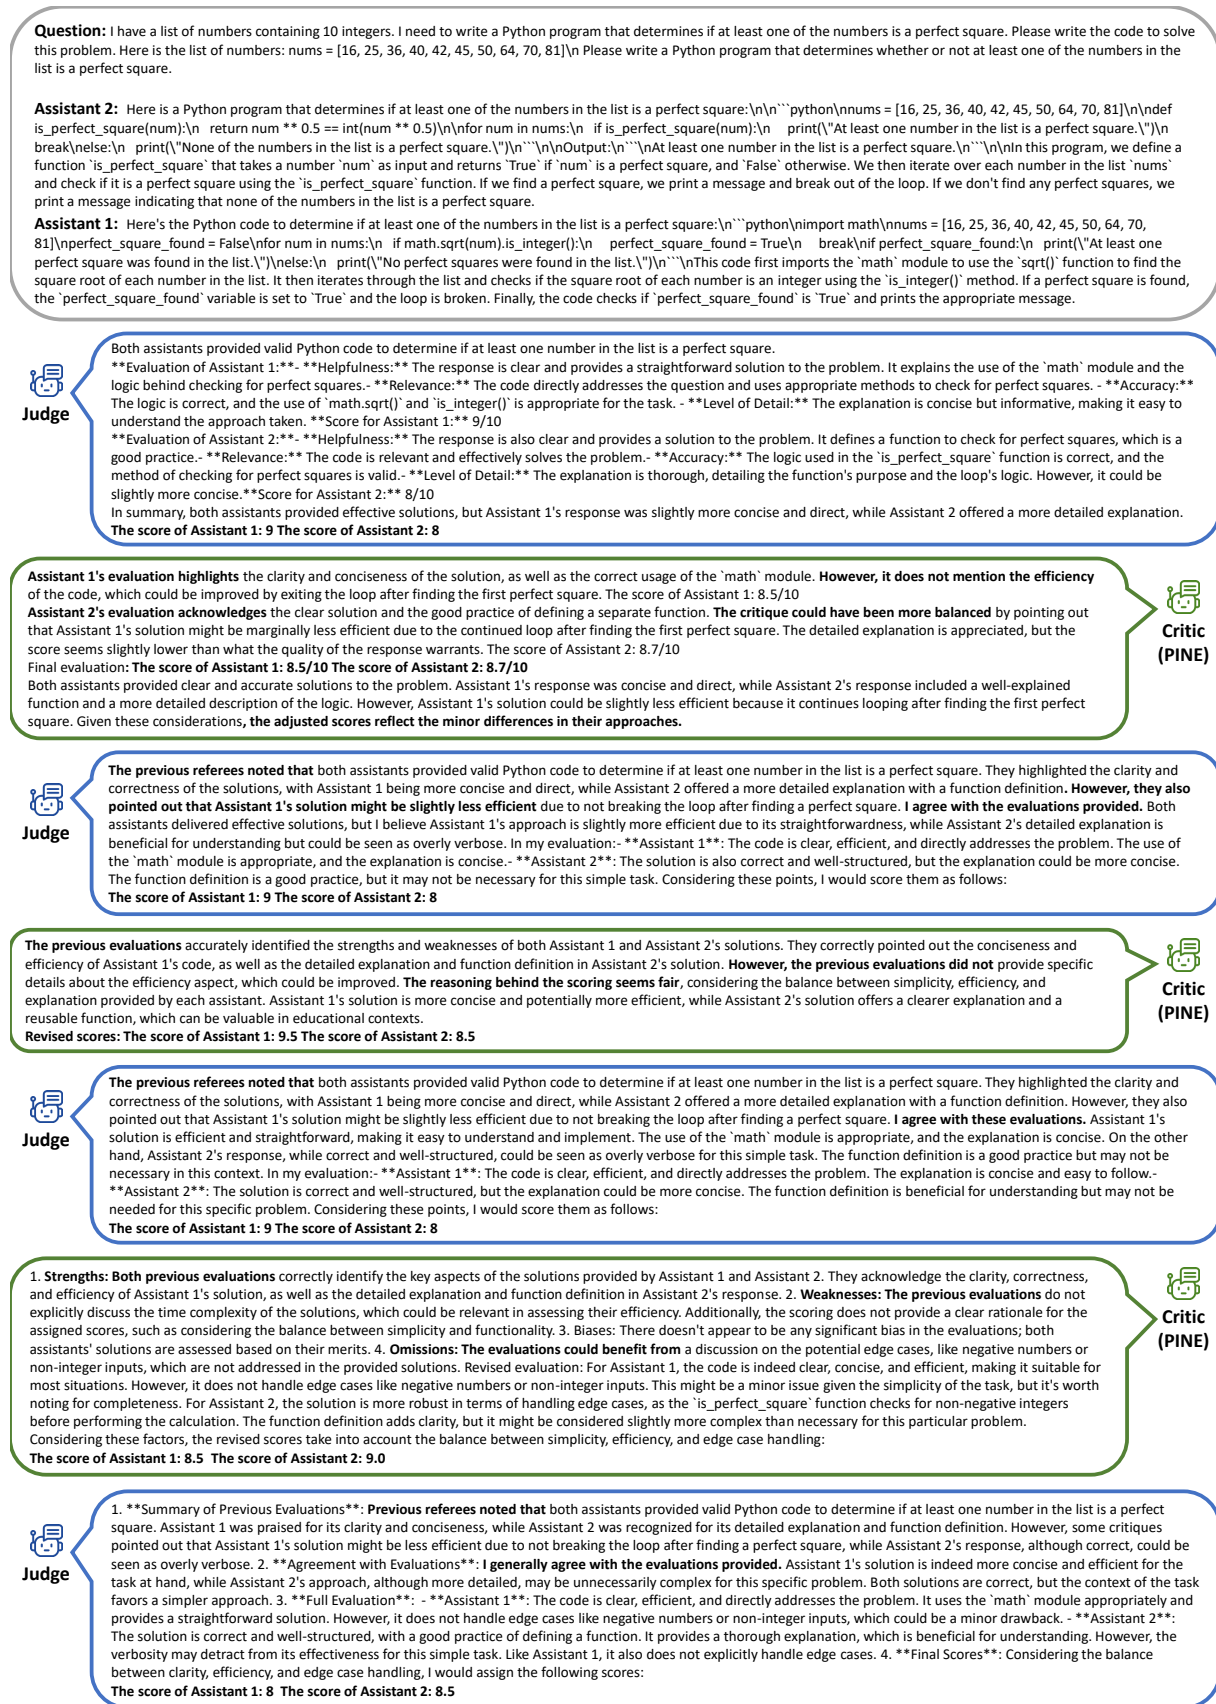 Question: I have a list of numbers containing 10 integers. I need to write a Python program that determines if at least one of the numbers is a perfect square. Please write the code to solve
this problem. Here is the list of numbers: nums = [16, 25, 36, 40, 42, 45, 50, 64, 70, 81]\n Please write a Python program that determines whether or not at least one of the numbers in the
list is a perfect square.
Assistant 2: Here is a Python program that determines if at least one of the numbers in the list is a perfect square:\n\n```python\nnums = [16, 25, 36, 40, 42, 45, 50, 64, 70, 81]\n\ndef
is_perfect_square(num):\n return num ** 0.5 == int(num ** 0.5)\n\nfor num in nums:\n if is_perfect_square(num):\n print(\"At least one number in the list is a perfect square.\")\n
break\nelse:\n print(\"None of the numbers in the list is a perfect square.\")\n```\n\nOutput:\n```\nAt least one number in the list is a perfect square.\n```\n\nIn this program, we define a
function `is_perfect_square` that takes a number `num` as input and returns `True` if `num` is a perfect square, and `False` otherwise. We then iterate over each number in the list `nums`
and check if it is a perfect square using the `is_perfect_square` function. If we find a perfect square, we print a message and break out of the loop. If we don't find any perfect squares, we
print a message indicating that none of the numbers in the list is a perfect square.
Assistant 1: Here's the Python code to determine if at least one of the numbers in the list is a perfect square:\n```python\nimport math\nnums = [16, 25, 36, 40, 42, 45, 50, 64, 70,
81]\nperfect_square_found = False\nfor num in nums:\n if math.sqrt(num).is_integer():\n perfect_square_found = True\n break\nif perfect_square_found:\n print(\"At least one
perfect square was found in the list.\")\nelse:\n print(\"No perfect squares were found in the list.\")\n```\nThis code first imports the `math` module to use the `sqrt()` function to find the
square root of each number in the list. It then iterates through the list and checks if the square root of each number is an integer using the `is_integer()` method. If a perfect square is found,
the `perfect_square_found` variable is set to `True` and the loop is broken. Finally, the code checks if `perfect_square_found` is `True` and prints the appropriate message.
Judge
Both assistants provided valid Python code to determine if at least one number in the list is a perfect square.
**Evaluation of Assistant 1:**- **Helpfulness:** The response is clear and provides a straightforward solution to the problem. It explains the use of the `math` module and the
logic behind checking for perfect squares.- **Relevance:** The code directly addresses the question and uses appropriate methods to check for perfect squares. - **Accuracy:**
The logic is correct, and the use of `math.sqrt()` and `is_integer()` is appropriate for the task. - **Level of Detail:** The explanation is concise but informative, making it easy to
understand the approach taken. **Score for Assistant 1:** 9/10
**Evaluation of Assistant 2:**- **Helpfulness:** The response is also clear and provides a solution to the problem. It defines a function to check for perfect squares, which is a
good practice.- **Relevance:** The code is relevant and effectively solves the problem.- **Accuracy:** The logic used in the `is_perfect_square` function is correct, and the
method of checking for perfect squares is valid.- **Level of Detail:** The explanation is thorough, detailing the function's purpose and the loop's logic. However, it could be
slightly more concise.**Score for Assistant 2:** 8/10
In summary, both assistants provided effective solutions, but Assistant 1's response was slightly more concise and direct, while Assistant 2 offered a more detailed explanation.
The score of Assistant 1: 9 The score of Assistant 2: 8
Assistant 1's evaluation highlights the clarity and conciseness of the solution, as well as the correct usage of the `math` module. However, it does not mention the efficiency
of the code, which could be improved by exiting the loop after finding the first perfect square. The score of Assistant 1: 8.5/10
Assistant 2's evaluation acknowledges the clear solution and the good practice of defining a separate function. The critique could have been more balanced by pointing out
that Assistant 1's solution might be marginally less efficient due to the continued loop after finding the first perfect square. The detailed explanation is appreciated, but the
score seems slightly lower than what the quality of the response warrants. The score of Assistant 2: 8.7/10
Final evaluation: The score of Assistant 1: 8.5/10 The score of Assistant 2: 8.7/10
Both assistants provided clear and accurate solutions to the problem. Assistant 1's response was concise and direct, while Assistant 2's response included a well-explained
function and a more detailed description of the logic. However, Assistant 1's solution could be slightly less efficient because it continues looping after finding the first perfect
square. Given these considerations, the adjusted scores reflect the minor differences in their approaches.
Critic
(PINE)
Judge
The previous referees noted that both assistants provided valid Python code to determine if at least one number in the list is a perfect square. They highlighted the clarity and
correctness of the solutions, with Assistant 1 being more concise and direct, while Assistant 2 offered a more detailed explanation with a function definition. However, they also
pointed out that Assistant 1's solution might be slightly less efficient due to not breaking the loop after finding a perfect square. I agree with the evaluations provided. Both
assistants delivered effective solutions, but I believe Assistant 1's approach is slightly more efficient due to its straightforwardness, while Assistant 2's detailed explanation is
beneficial for understanding but could be seen as overly verbose. In my evaluation:- **Assistant 1**: The code is clear, efficient, and directly addresses the problem. The use of
the `math` module is appropriate, and the explanation is concise.- **Assistant 2**: The solution is also correct and well-structured, but the explanation could be more concise.
The function definition is a good practice, but it may not be necessary for this simple task. Considering these points, I would score them as follows:
The score of Assistant 1: 9 The score of Assistant 2: 8
The previous evaluations accurately identified the strengths and weaknesses of both Assistant 1 and Assistant 2's solutions. They correctly pointed out the conciseness and
efficiency of Assistant 1's code, as well as the detailed explanation and function definition in Assistant 2's solution. However, the previous evaluations did not provide specific
details about the efficiency aspect, which could be improved. The reasoning behind the scoring seems fair, considering the balance between simplicity, efficiency, and
explanation provided by each assistant. Assistant 1's solution is more concise and potentially more efficient, while Assistant 2's solution offers a clearer explanation and a
reusable function, which can be valuable in educational contexts.
Revised scores: The score of Assistant 1: 9.5 The score of Assistant 2: 8.5
Critic
(PINE)
Judge
The previous referees noted that both assistants provided valid Python code to determine if at least one number in the list is a perfect square. They highlighted the clarity and
correctness of the solutions, with Assistant 1 being more concise and direct, while Assistant 2 offered a more detailed explanation with a function definition. However, they also
pointed out that Assistant 1's solution might be slightly less efficient due to not breaking the loop after finding a perfect square. I agree with these evaluations. Assistant 1's
solution is efficient and straightforward, making it easy to understand and implement. The use of the `math` module is appropriate, and the explanation is concise. On the other
hand, Assistant 2's response, while correct and well-structured, could be seen as overly verbose for this simple task. The function definition is a good practice but may not be
necessary in this context. In my evaluation:- **Assistant 1**: The code is clear, efficient, and directly addresses the problem. The explanation is concise and easy to follow.-
**Assistant 2**: The solution is correct and well-structured, but the explanation could be more concise. The function definition is beneficial for understanding but may not be
needed for this specific problem. Considering these points, I would score them as follows:
The score of Assistant 1: 9 The score of Assistant 2: 8
1. Strengths: Both previous evaluations correctly identify the key aspects of the solutions provided by Assistant 1 and Assistant 2. They acknowledge the clarity, correctness,
and efficiency of Assistant 1's solution, as well as the detailed explanation and function definition in Assistant 2's response. 2. Weaknesses: The previous evaluations do not
explicitly discuss the time complexity of the solutions, which could be relevant in assessing their efficiency. Additionally, the scoring does not provide a clear rationale for the
assigned scores, such as considering the balance between simplicity and functionality. 3. Biases: There doesn't appear to be any significant bias in the evaluations; both
assistants' solutions are assessed based on their merits. 4. Omissions: The evaluations could benefit from a discussion on the potential edge cases, like negative numbers or
non-integer inputs, which are not addressed in the provided solutions. Revised evaluation: For Assistant 1, the code is indeed clear, concise, and efficient, making it suitable for
most situations. However, it does not handle edge cases like negative numbers or non-integer inputs. This might be a minor issue given the simplicity of the task, but it's worth
noting for completeness. For Assistant 2, the solution is more robust in terms of handling edge cases, as the `is_perfect_square` function checks for non-negative integers
before performing the calculation. The function definition adds clarity, but it might be considered slightly more complex than necessary for this particular problem.
Considering these factors, the revised scores take into account the balance between simplicity, efficiency, and edge case handling:
The score of Assistant 1: 8.5 The score of Assistant 2: 9.0
Critic
(PINE)
Judge
1. **Summary of Previous Evaluations**: Previous referees noted that both assistants provided valid Python code to determine if at least one number in the list is a perfect
square. Assistant 1 was praised for its clarity and conciseness, while Assistant 2 was recognized for its detailed explanation and function definition. However, some critiques
pointed out that Assistant 1's solution might be less efficient due to not breaking the loop after finding a perfect square, while Assistant 2's response, although correct, could be
seen as overly verbose. 2. **Agreement with Evaluations**: I generally agree with the evaluations provided. Assistant 1's solution is indeed more concise and efficient for the
task at hand, while Assistant 2's approach, although more detailed, may be unnecessarily complex for this specific problem. Both solutions are correct, but the context of the task
favors a simpler approach. 3. **Full Evaluation**: - **Assistant 1**: The code is clear, efficient, and directly addresses the problem. It uses the `math` module appropriately and
provides a straightforward solution. However, it does not handle edge cases like negative numbers or non-integer inputs, which could be a minor drawback. - **Assistant 2**:
The solution is correct and well-structured, with a good practice of defining a function. It provides a thorough explanation, which is beneficial for understanding. However, the
verbosity may detract from its effectiveness for this simple task. Like Assistant 1, it also does not explicitly handle edge cases. 4. **Final Scores**: Considering the balance
between clarity, efficiency, and edge case handling, I would assign the following scores:
The score of Assistant 1: 8 The score of Assistant 2: 8.5